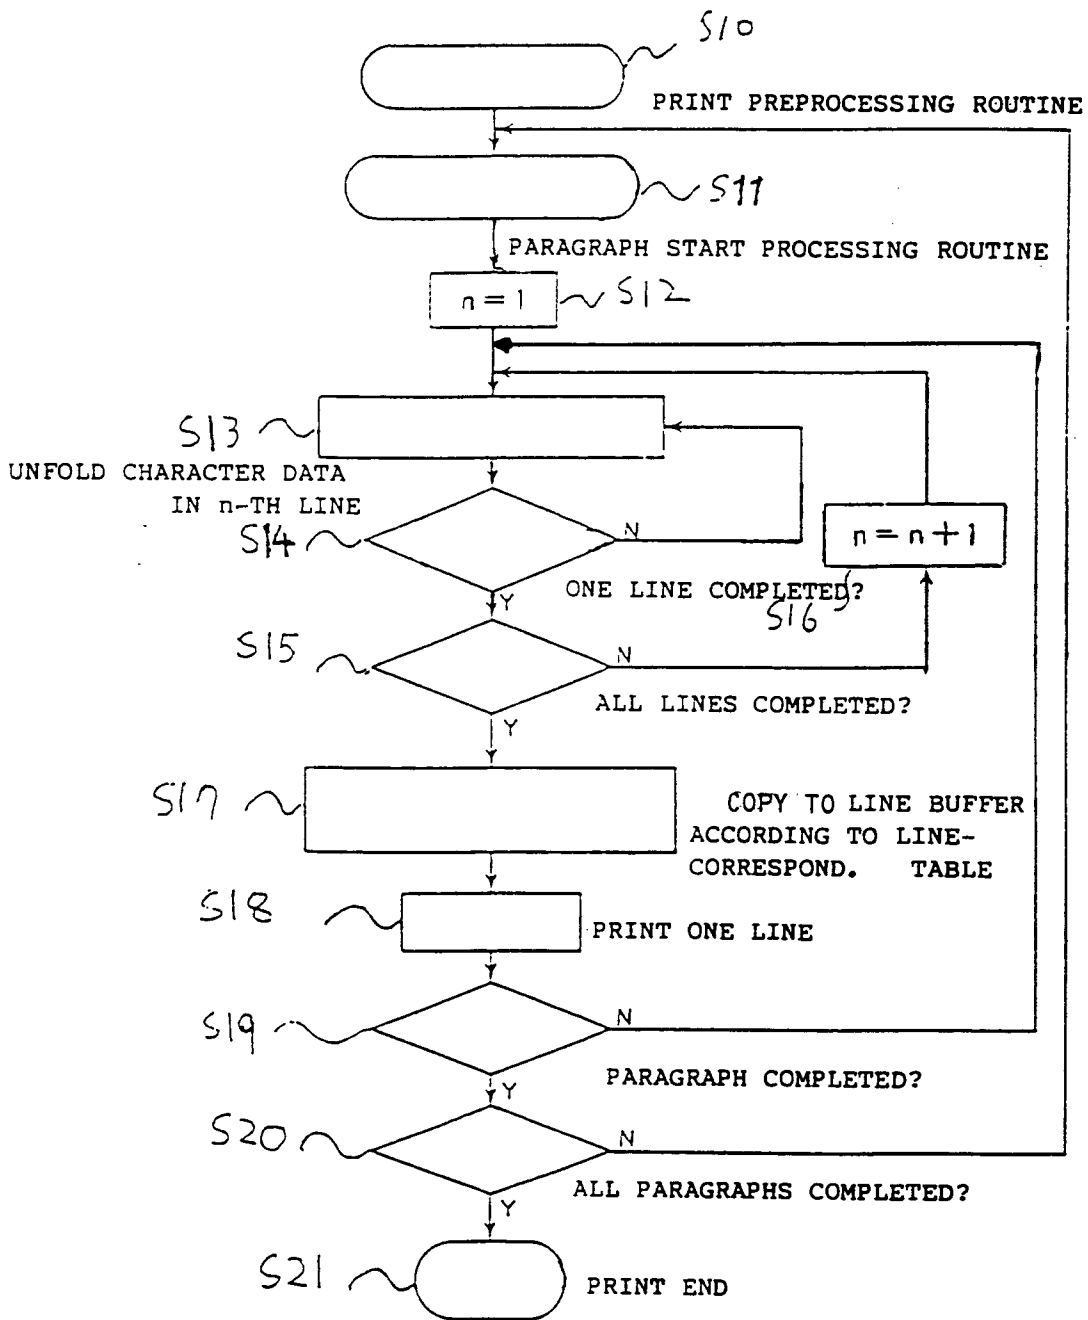 S10
PRINT PREPROCESSING ROUTINE
S11
PARAGRAPH START PROCESSING ROUTINE
n = 1
S12
S13
UNFOLD CHARACTER DATA
IN n-TH LINE
S14
N
n = n + 1
ONE LINE COMPLETED?
S16
Y
S15
N
ALL LINES COMPLETED?
Y
S17
COPY TO LINE BUFFER
ACCORDING TO LINE-
CORRESPOND. TABLE
S18
PRINT ONE LINE
S19
N
PARAGRAPH COMPLETED?
Y
S20
N
ALL PARAGRAPHS COMPLETED?
Y
S21
PRINT END